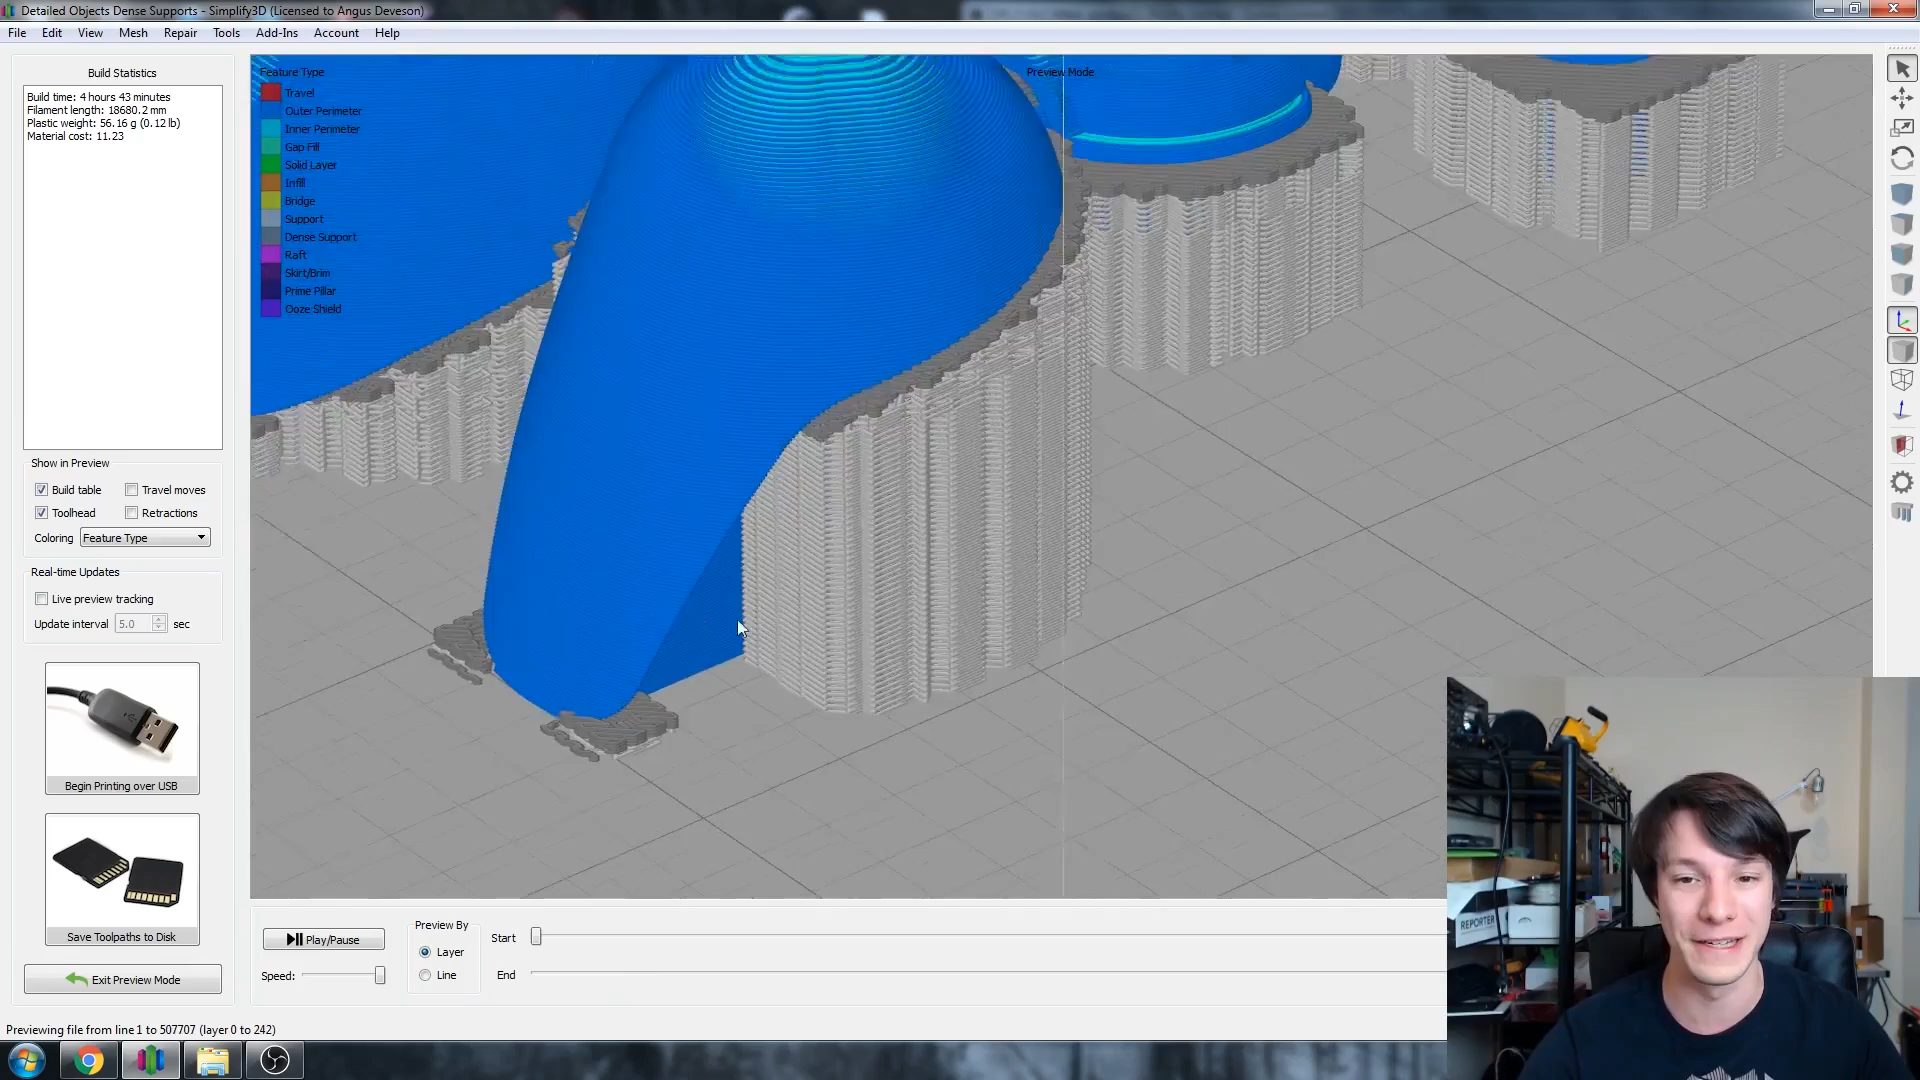 Detailed Objects Dense Supports - Simplify3D (Licensed to Angus Deveson)
File Edit View Mesh Repair Tools Add-Ins Account Help
Build Statistics
Build time: 4 hours 43 minutes
Filament length: 18680.2 mm
Plastic weight: 56.16 g (0.12 lb)
Material cost: 11.23
Feature Type
Travel
Outer Perimeter
Inner Perimeter
Gap Fill
Solid Layer
Infill
Bridge
Support
Dense Support
Raft
Skirt/Brim
Prime Pillar
Ooze Shield
Preview Mode
Show in Preview
Build table Travel moves
Toolhead Retractions
Coloring Feature Type
Real-time Updates
Live preview tracking
Update interval 5.0 sec
Begin Printing over USB
Save Toolpaths to Disk
Exit Preview Mode
Play/Pause
Speed:
Preview By
Layer
Line
Start
End
Previewing file from line 1 to 507707 (layer 0 to 242)
REPORTER